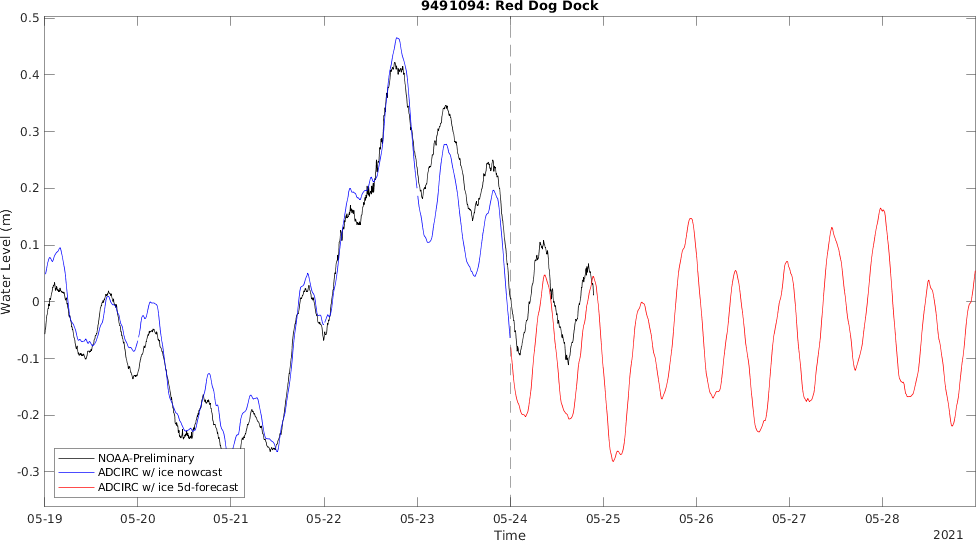 9491094: Red Dog Dock
0.5
0.4
0.3
0.2
0.1
0
-0.1
-0.2
-0.3
Water Level (m)
NOAA-Preliminary
ADCIRC w/ ice nowcast
ADCIRC w/ ice 5d-forecast
05-19 05-20 05-21 05-22 05-23 05-24 05-25 05-26 05-27 05-28
Time
2021